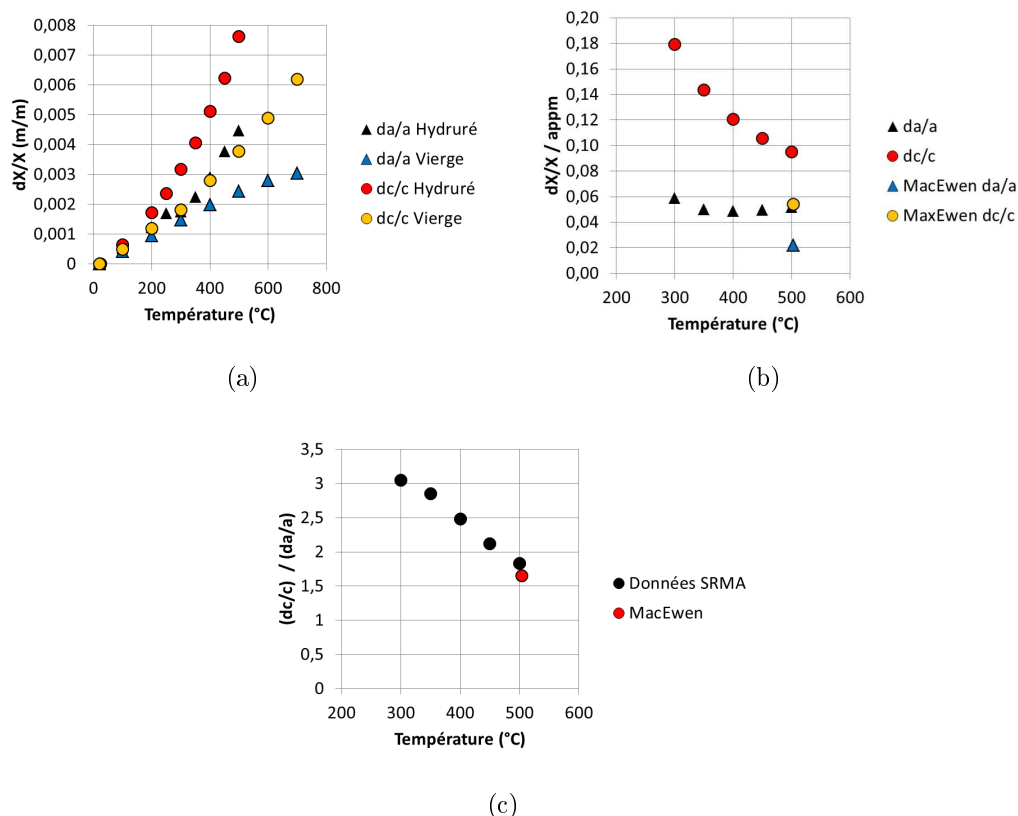 0,008
0,007
0,006
0,005
0,004
0,003
0,002
0,001
0
dX/X (m/m)
0 200 400 600 800
Température (°C)
da/a Hydruré
da/a Vierge
dc/c Hydruré
dc/c Vierge
(a)
0,20
0,18
0,16
0,14
0,12
0,10
0,08
0,06
0,04
0,02
0,00
dX/X / appm
200 300 400 500 600
Température (°C)
da/a
dc/c
MacEwen da/a
MaxEwen dc/c
(b)
3,5
3
2,5
2
1,5
1
0,5
0
(dc/c) / (da/a)
200 300 400 500 600
Température (°C)
Données SRMA
MacEwen
(c)